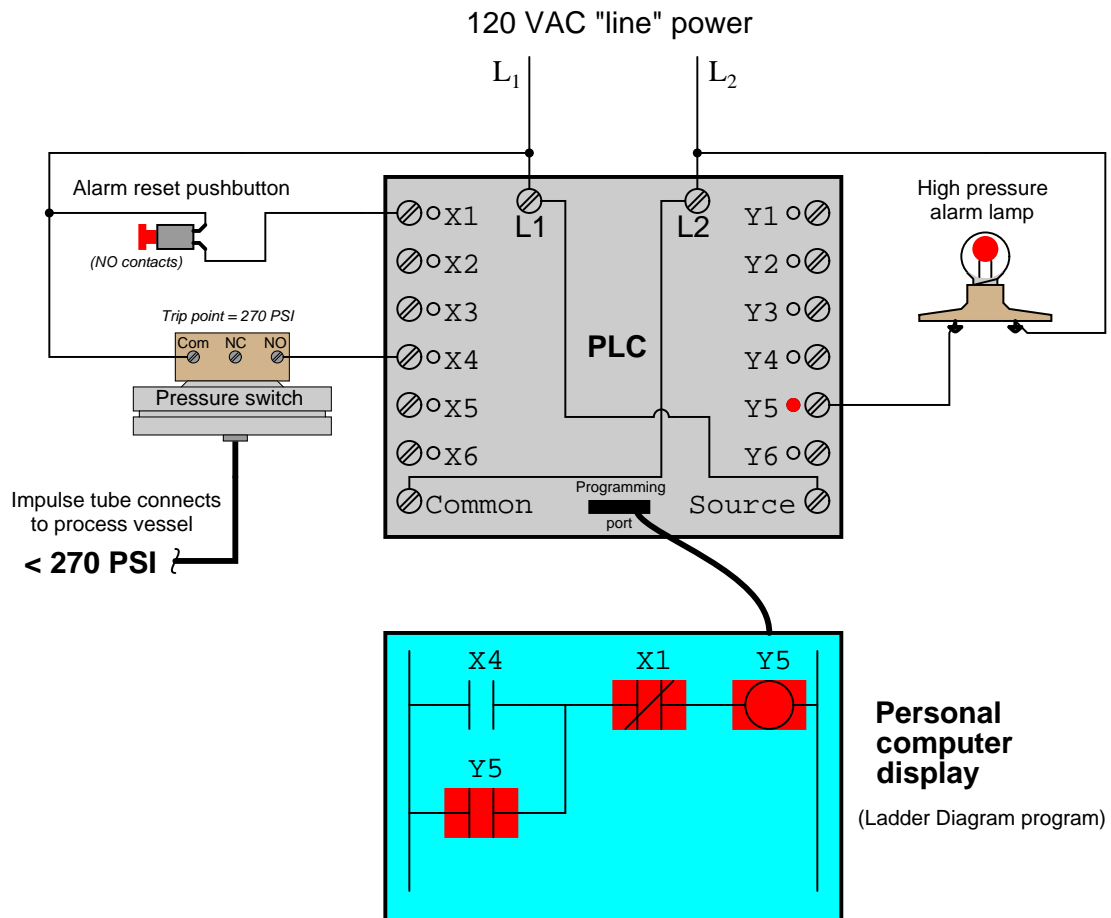 120 VAC "line" power
L1
L2
Alarm reset pushbutton
(NO contacts)
Trip point = 270 PSI
Com NC NO
Pressure switch
Impulse tube connects
to process vessel
< 270 PSI
X1
X2
X3
X4
X5
X6
Common
L1
L2
PLC
Programming
port
Y1
Y2
Y3
Y4
Y5
Y6
Source
High pressure
alarm lamp
X4
X1
Y5
Y5
Personal
computer
display
(Ladder Diagram program)